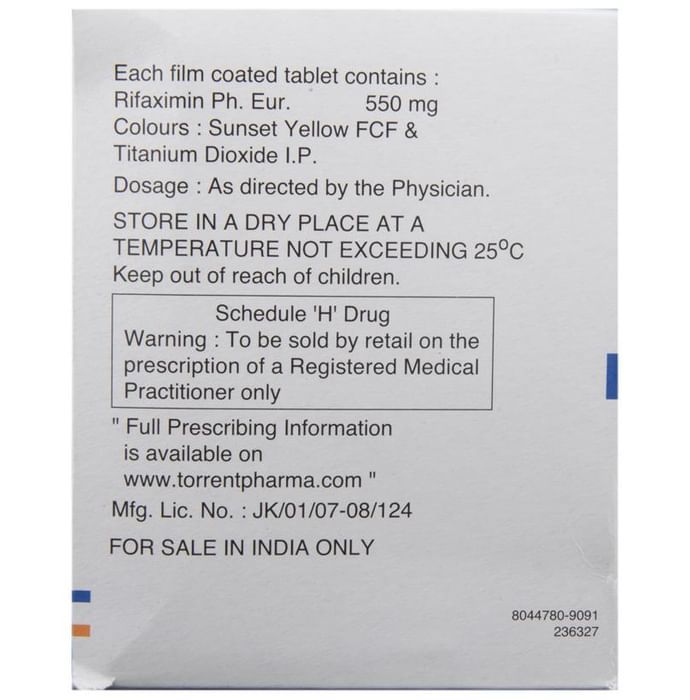 Each film coated tablet contains :
Rifaximin Ph. Eur. 550 mg
Colours : Sunset Yellow FCF &
Titanium Dioxide I.P.
Dosage : As directed by the Physician.
STORE IN A DRY PLACE AT A
TEMPERATURE NOT EXCEEDING 25⁰C
Keep out of reach of children.
Schedule 'H' Drug
Warning : To be sold by retail on the
prescription of a Registered Medical
Practitioner only
" Full Prescribing Information
is available on
www.torrentpharma.com "
Mfg. Lic. No. : JK/01/07-08/124
FOR SALE IN INDIA ONLY
8044780-9091
236327